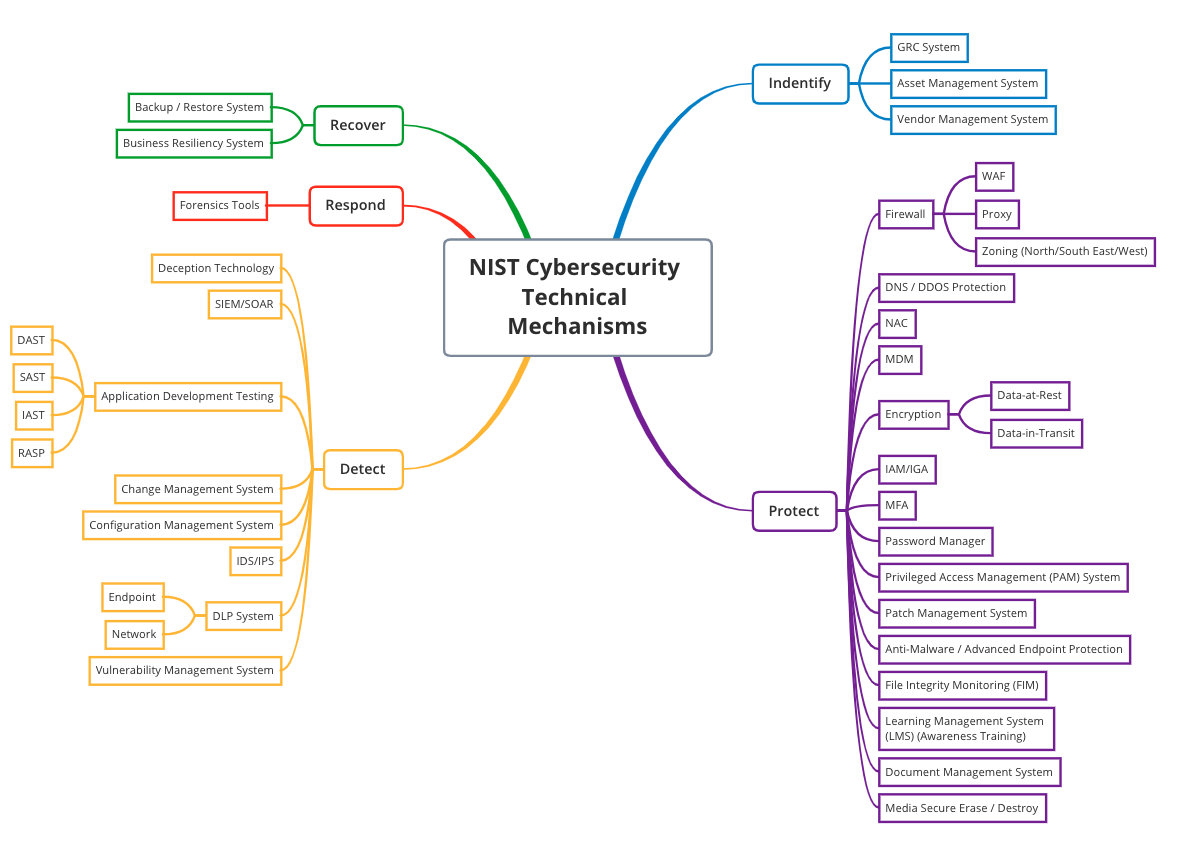 NIST Cybersecurity
Technical
Mechanisms
Indentify
GRC System
Asset Management System
Vendor Management System
Protect
Firewall
WAF
Proxy
Zoning (North/South East/West)
DNS / DDOS Protection
NAC
MDM
Encryption
Data-at-Rest
Data-in-Transit
IAM/IGA
MFA
Password Manager
Privileged Access Management (PAM) System
Patch Management System
Anti-Malware / Advanced Endpoint Protection
File Integrity Monitoring (FIM)
Learning Management System
(LMS) (Awareness Training)
Document Management System
Media Secure Erase / Destroy
Detect
Deception Technology
SIEM/SOAR
Application Development Testing
DAST
SAST
IAST
RASP
Change Management System
Configuration Management System
IDS/IPS
DLP System
Endpoint
Network
Vulnerability Management System
Respond
Forensics Tools
Recover
Backup / Restore System
Business Resiliency System